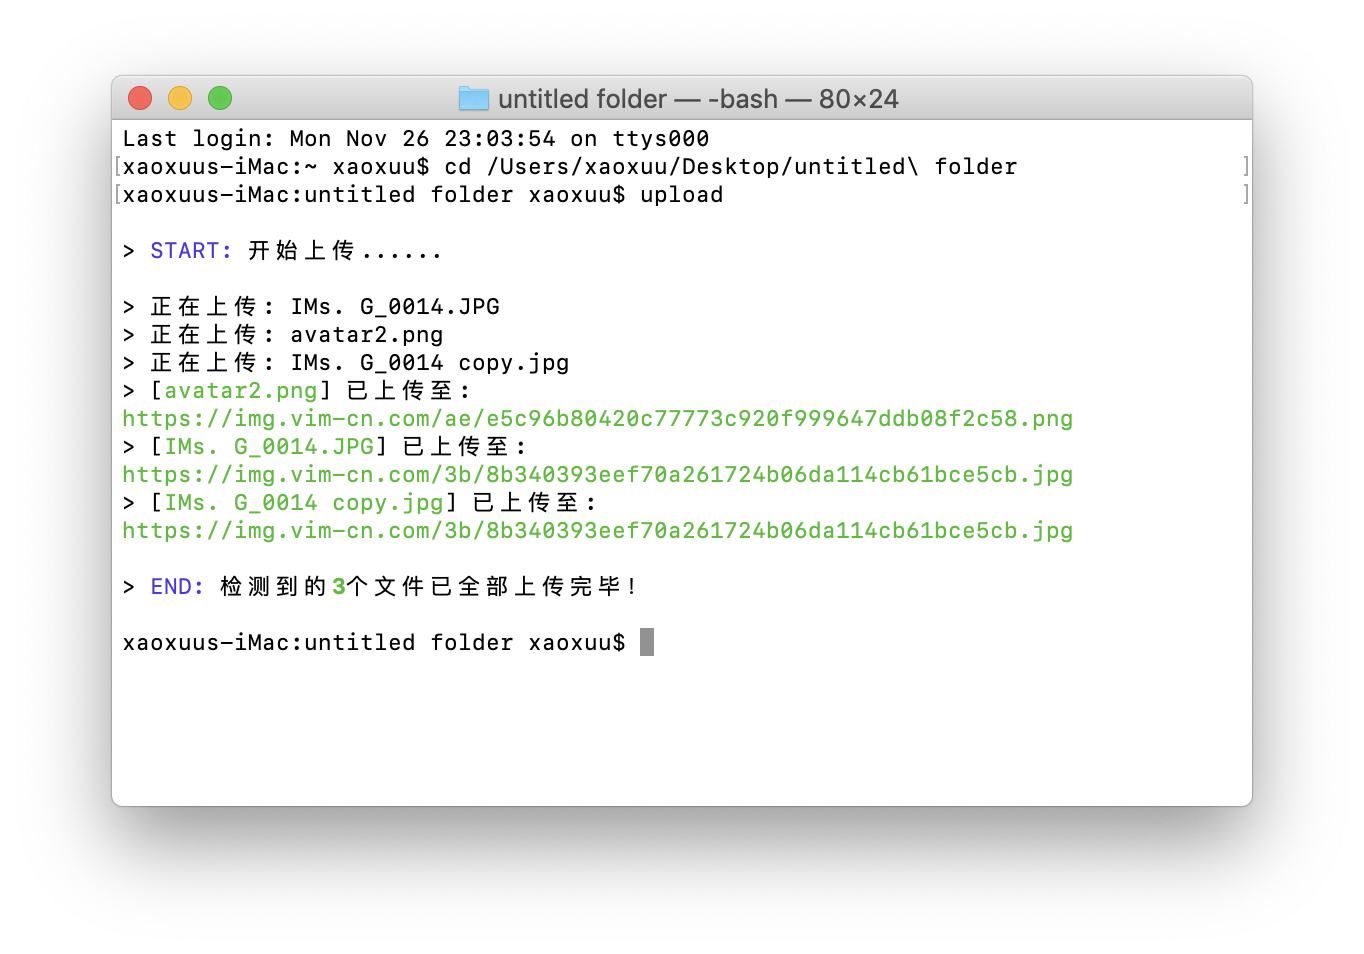 untitled folder — -bash — 80×24
Last login: Mon Nov 26 23:03:54 on ttys000
[xaoxuus-iMac:~ xaoxuu$ cd /Users/xaoxuu/Desktop/untitled\ folder ]
[xaoxuus-iMac:untitled folder xaoxuu$ upload ]
> START: 开始上传......
> 正在上传: IMs. G_0014.JPG
> 正在上传: avatar2.png
> 正在上传: IMs. G_0014 copy.jpg
> [avatar2.png] 已上传至:
https://img.vim-cn.com/ae/e5c96b80420c77773c920f999647ddb08f2c58.png
> [IMs. G_0014.JPG] 已上传至:
https://img.vim-cn.com/3b/8b340393eef70a261724b06da114cb61bce5cb.jpg
> [IMs. G_0014 copy.jpg] 已上传至:
https://img.vim-cn.com/3b/8b340393eef70a261724b06da114cb61bce5cb.jpg
> END: 检测到的3个文件已全部上传完毕!
xaoxuus-iMac:untitled folder xaoxuu$